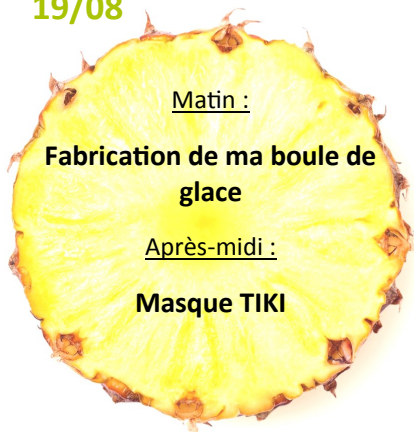 19/08
Matin :
Fabrication de ma boule de
glace
Après-midi :
Masque TIKI